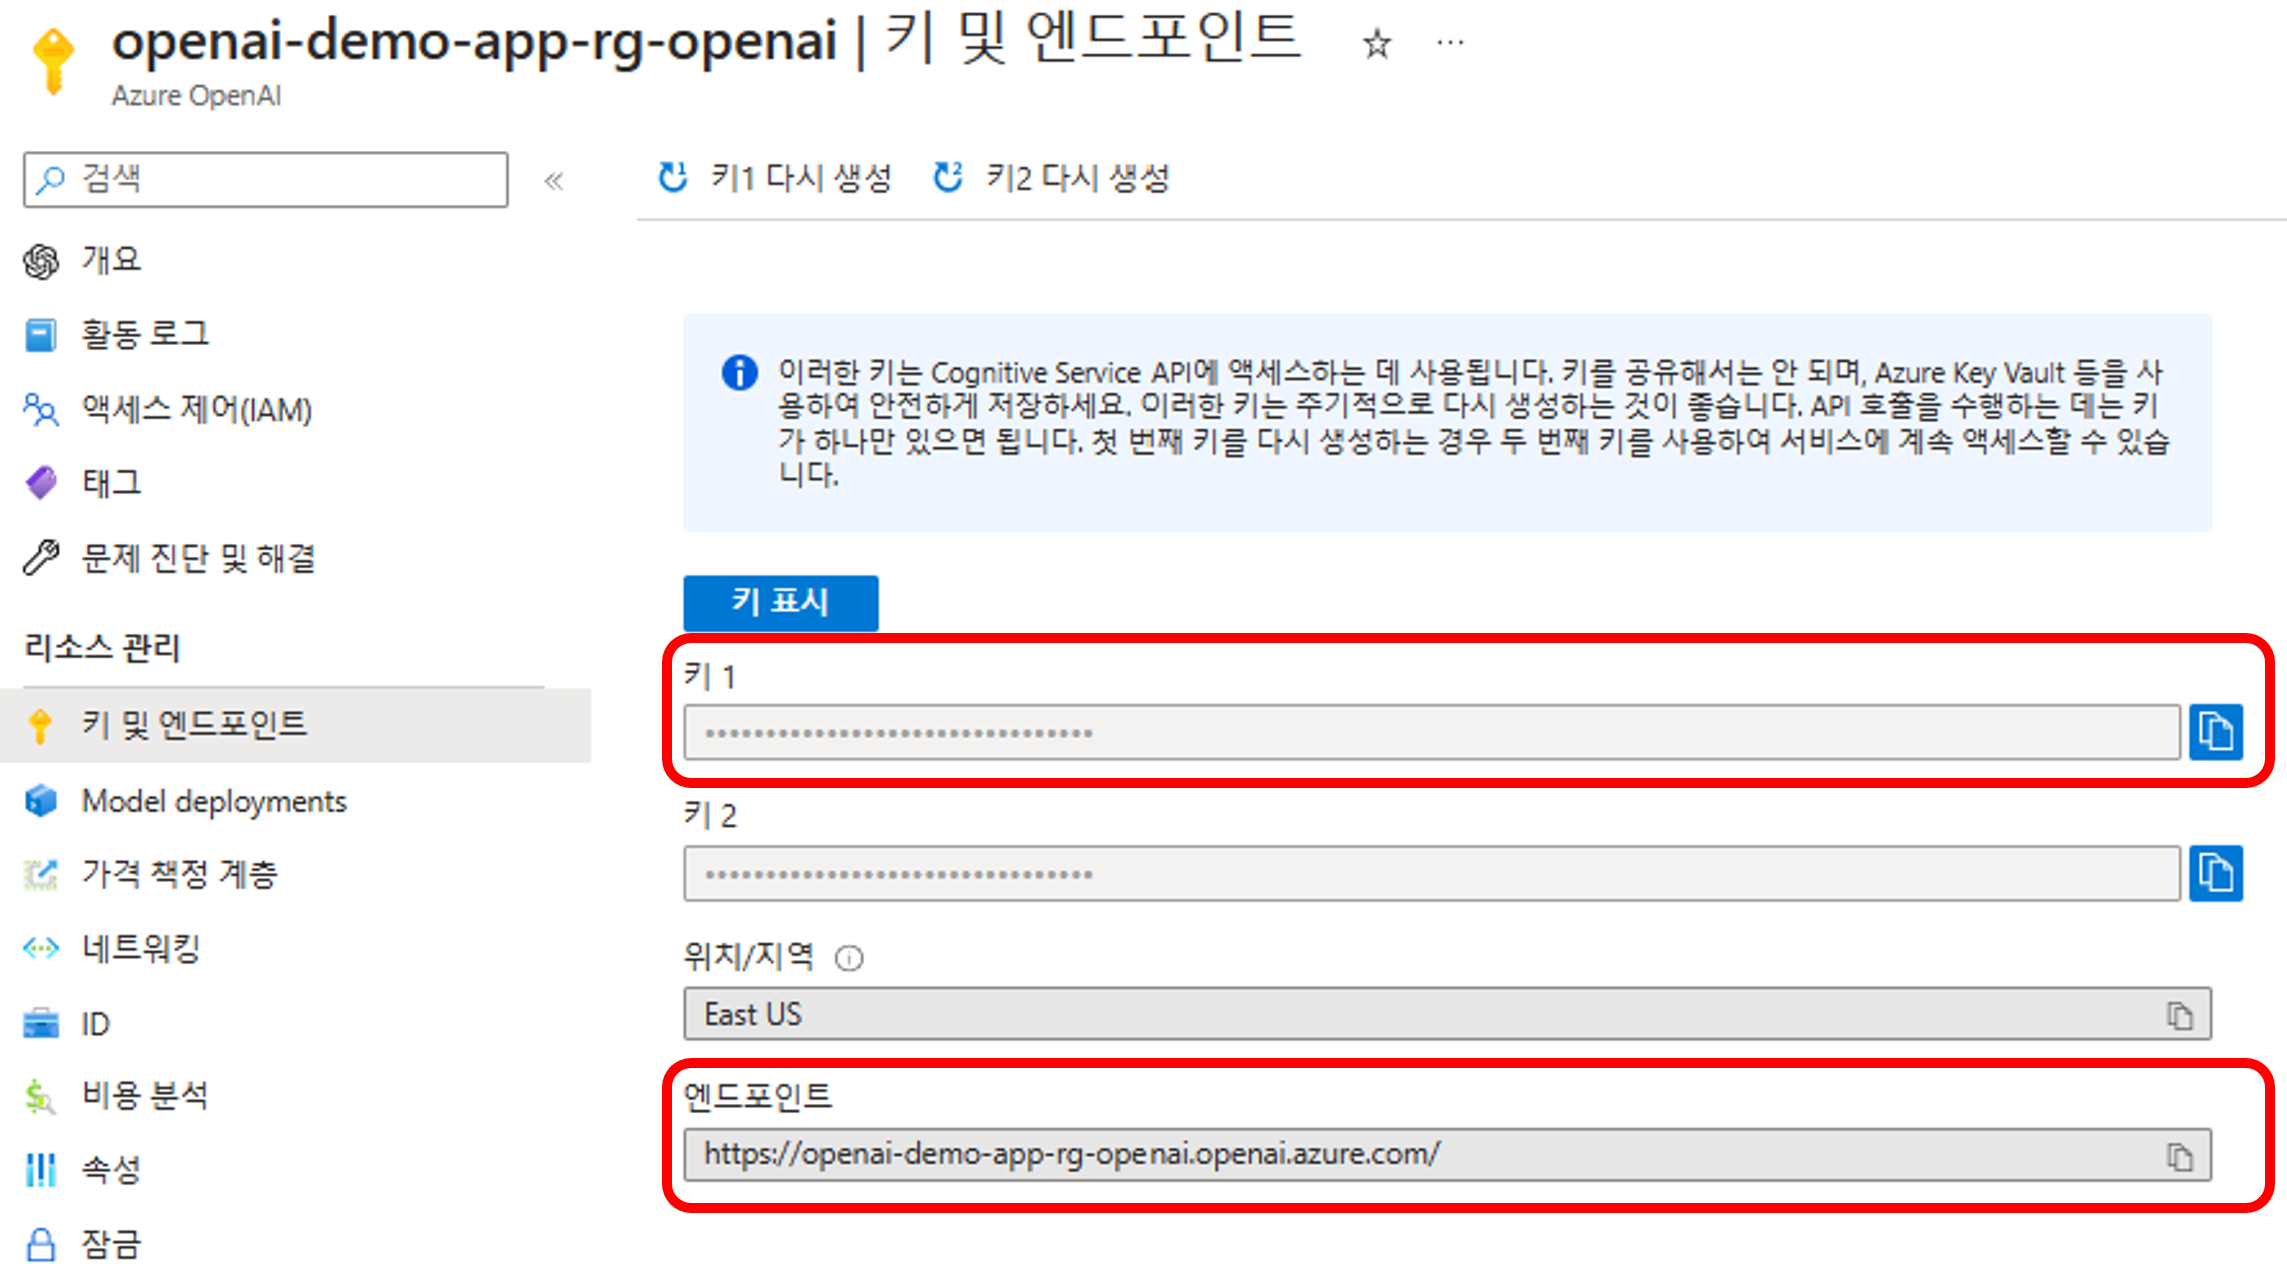 openai-demo-app-rg-openai | 키 및 엔드포인트
Azure OpenAI
검색
개요
활동 로그
액세스 제어(IAM)
태그
문제 진단 및 해결
리소스 관리
키 및 엔드포인트
Model deployments
가격 책정 계층
네트워킹
ID
비용 분석
속성
잠금
키1 다시 생성 키2 다시 생성
이러한 키는 Cognitive Service API에 액세스하는 데 사용됩니다. 키를 공유해서는 안 되며, Azure Key Vault 등을 사
용하여 안전하게 저장하세요. 이러한 키는 주기적으로 다시 생성하는 것이 좋습니다. API 호출을 수행하는 데는 키
가 하나만 있으면 됩니다. 첫 번째 키를 다시 생성하는 경우 두 번째 키를 사용하여 서비스에 계속 액세스할 수 있습
니다.
키 표시
키 1
키 2
위치/지역
East US
엔드포인트
https://openai-demo-app-rg-openai.openai.azure.com/